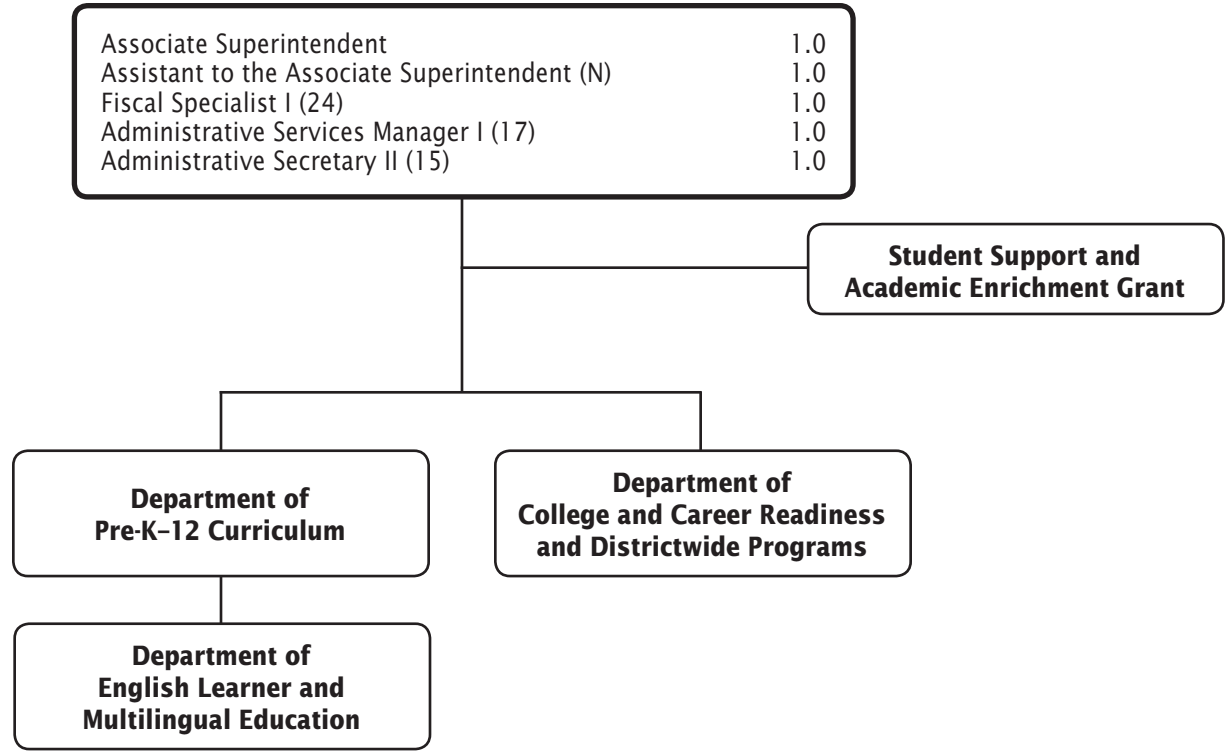 Associate Superintendent 1.0
Assistant to the Associate Superintendent (N) 1.0
Fiscal Specialist I (24) 1.0
Administrative Services Manager I (17) 1.0
Administrative Secretary II (15) 1.0
Student Support and
Academic Enrichment Grant
Department of
Pre-K–12 Curriculum
Department of
College and Career Readiness
and Districtwide Programs
Department of
English Learner and
Multilingual Education